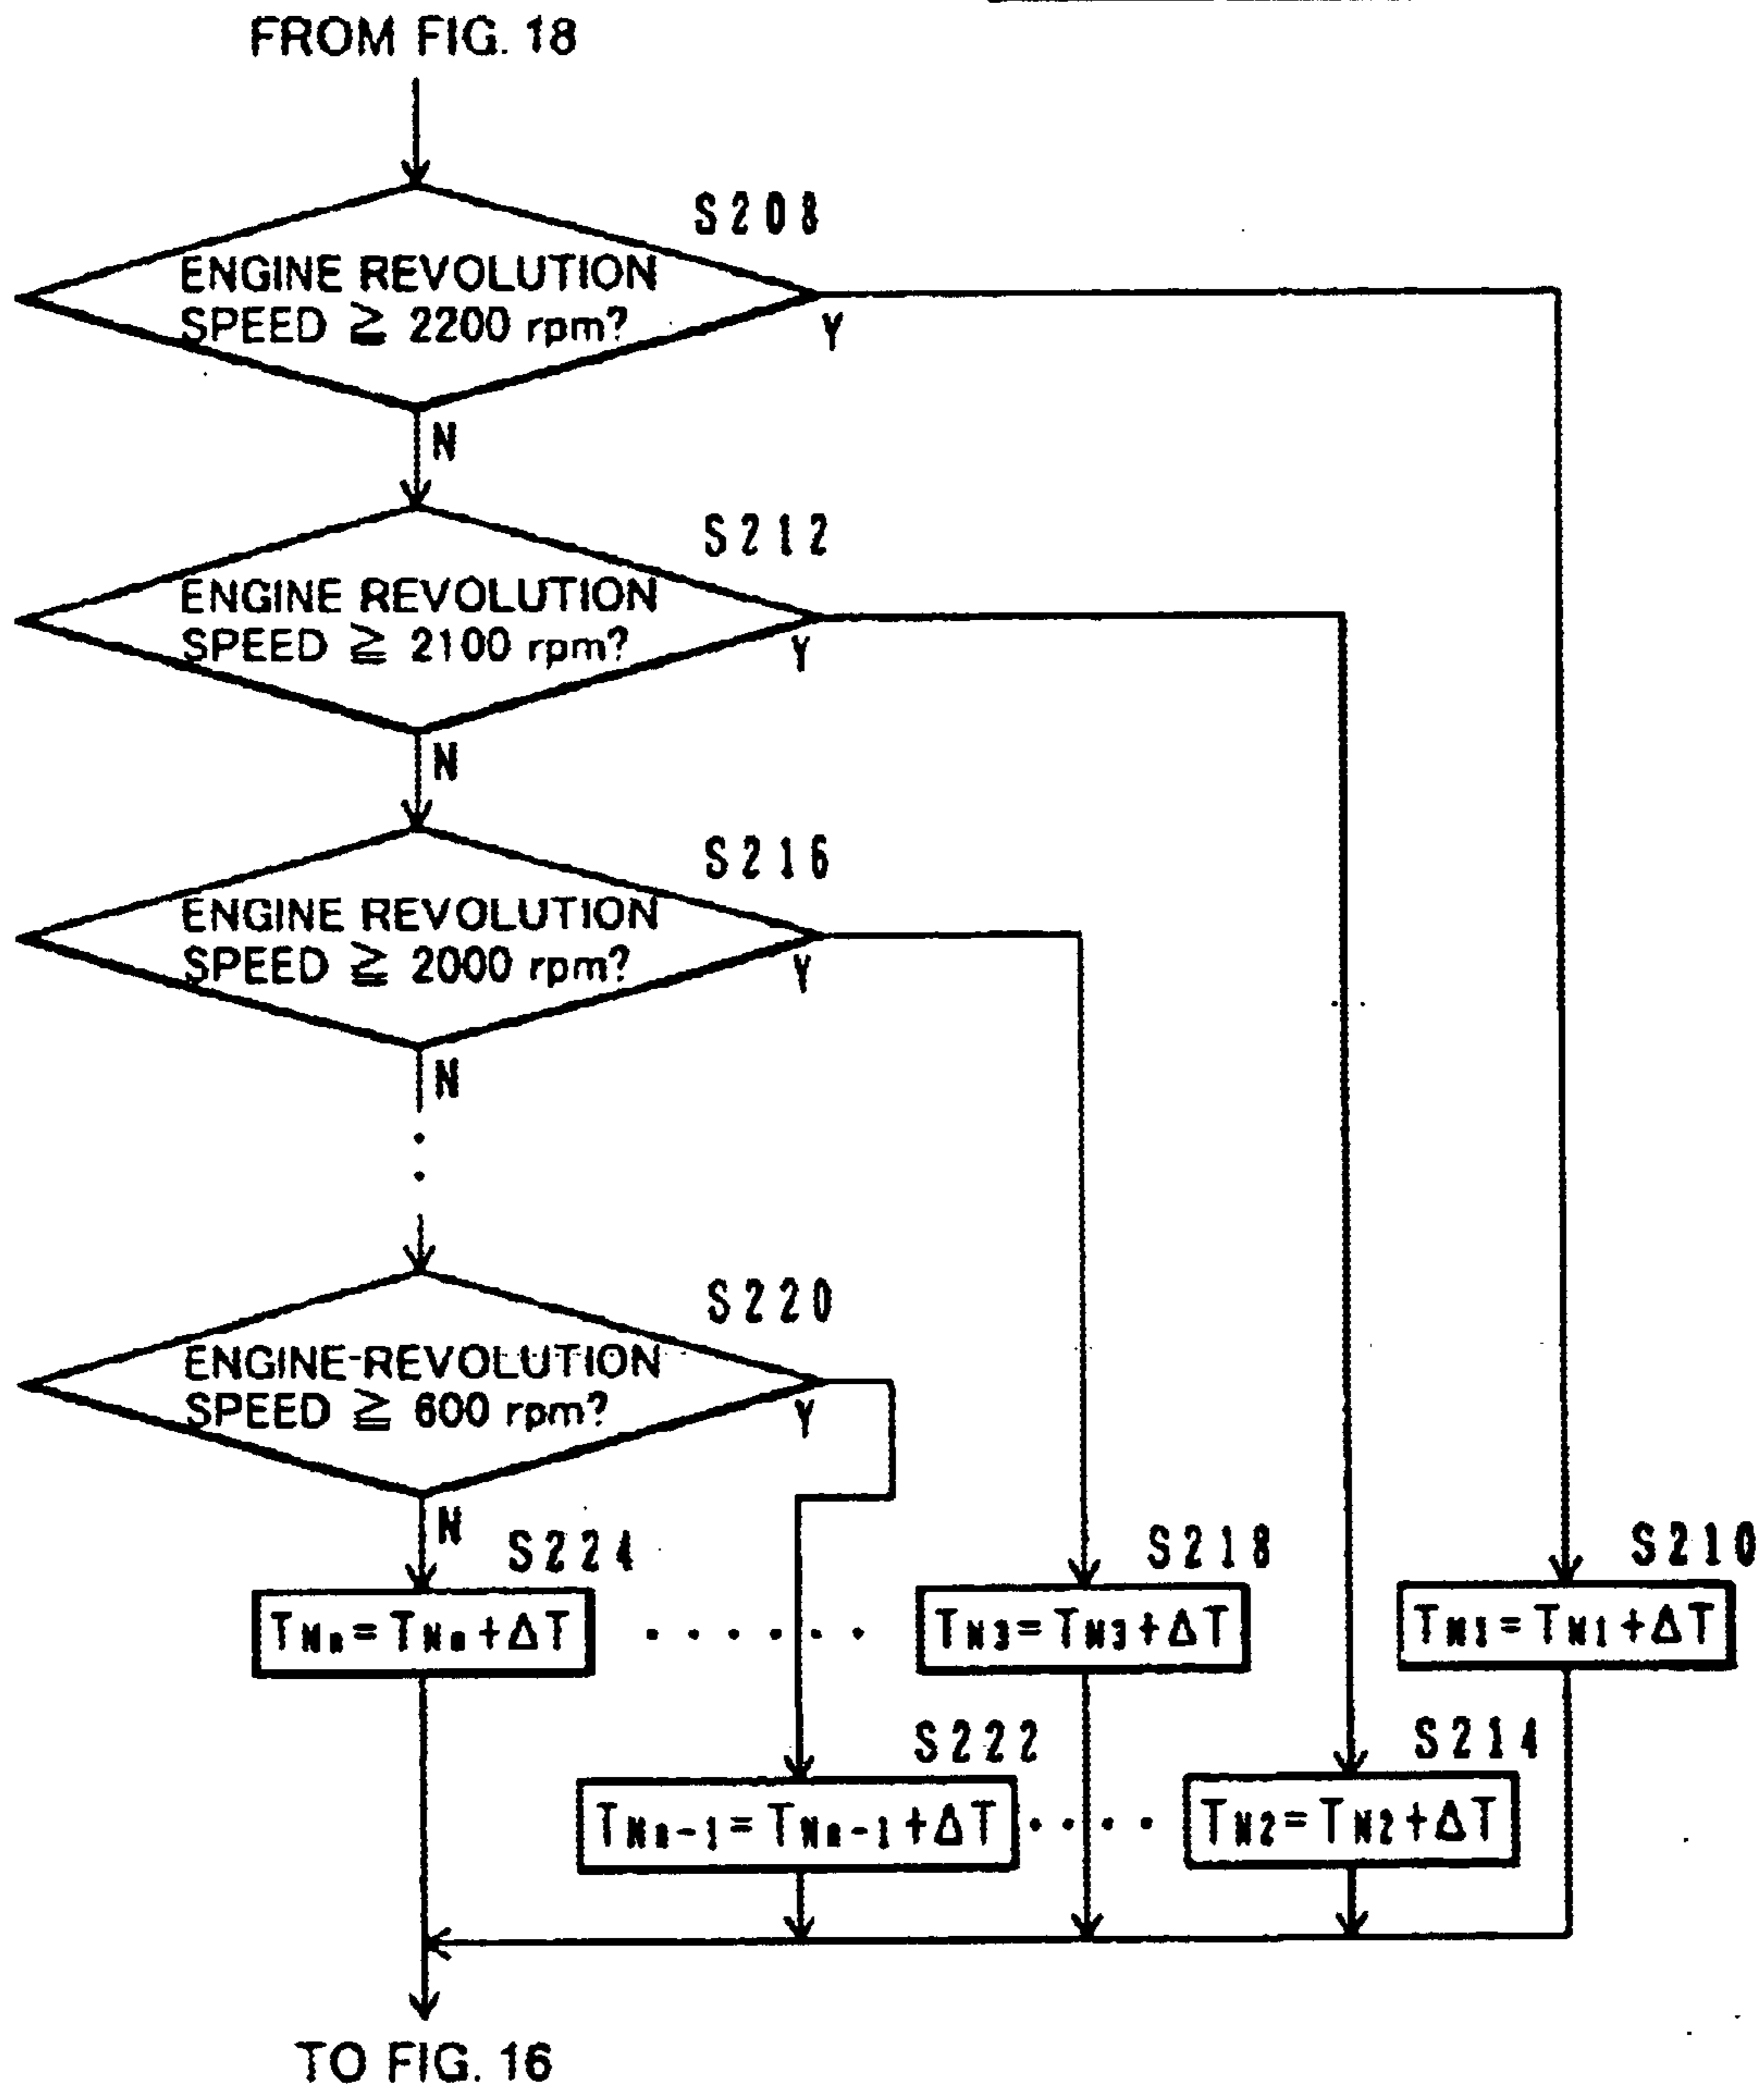 FROM FIG. 18
S208
ENGINE REVOLUTION
SPEED ≧ 2200 rpm?
Y
N
S212
ENGINE REVOLUTION
SPEED ≧ 2100 rpm?
Y
N
S216
ENGINE REVOLUTION
SPEED ≧ 2000 rpm?
Y
N
S220
ENGINE-REVOLUTION
SPEED ≧ 600 rpm?
Y
N
S224
S218
S210
TNn=TNn+ΔT
TN3=TN3+ΔT
TN1=TN1+ΔT
S222
S214
TNn-1=TNn-1+ΔT
TN2=TN2+ΔT
TO FIG. 16